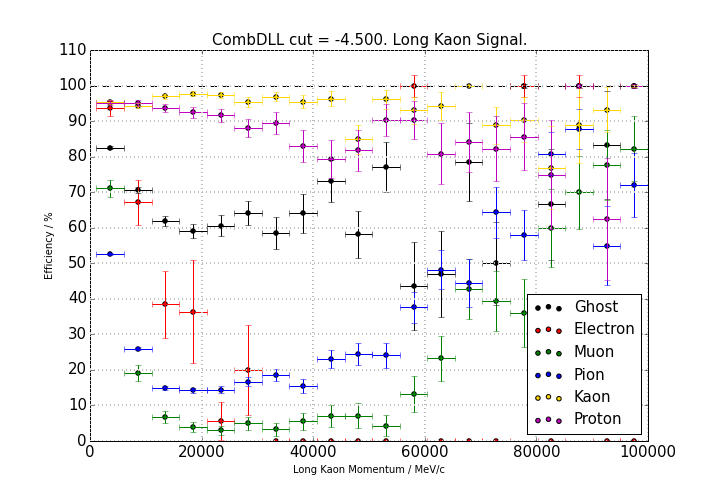 CombDLL cut = -4.500. Long Kaon Signal.
110
100
90
80
70
60
50
40
30
20
10
0
Efficiency / %
Ghost
Electron
Muon
Pion
Kaon
Proton
0 20000 40000 60000 80000 100000
Long Kaon Momentum / MeV/c